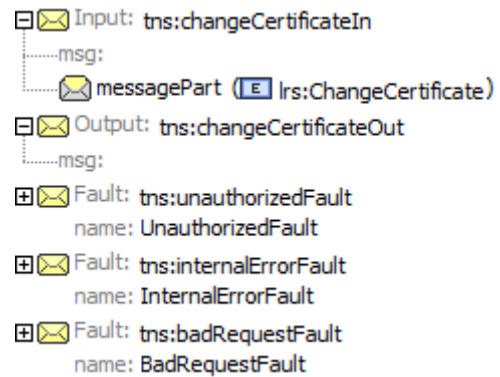 Input: tns:changeCertificateIn
msg:
messagePart (E lrs:ChangeCertificate)
Output: tns:changeCertificateOut
msg:
Fault: tns:unauthorizedFault
name: UnauthorizedFault
Fault: tns:internalErrorFault
name: InternalErrorFault
Fault: tns:badRequestFault
name: BadRequestFault